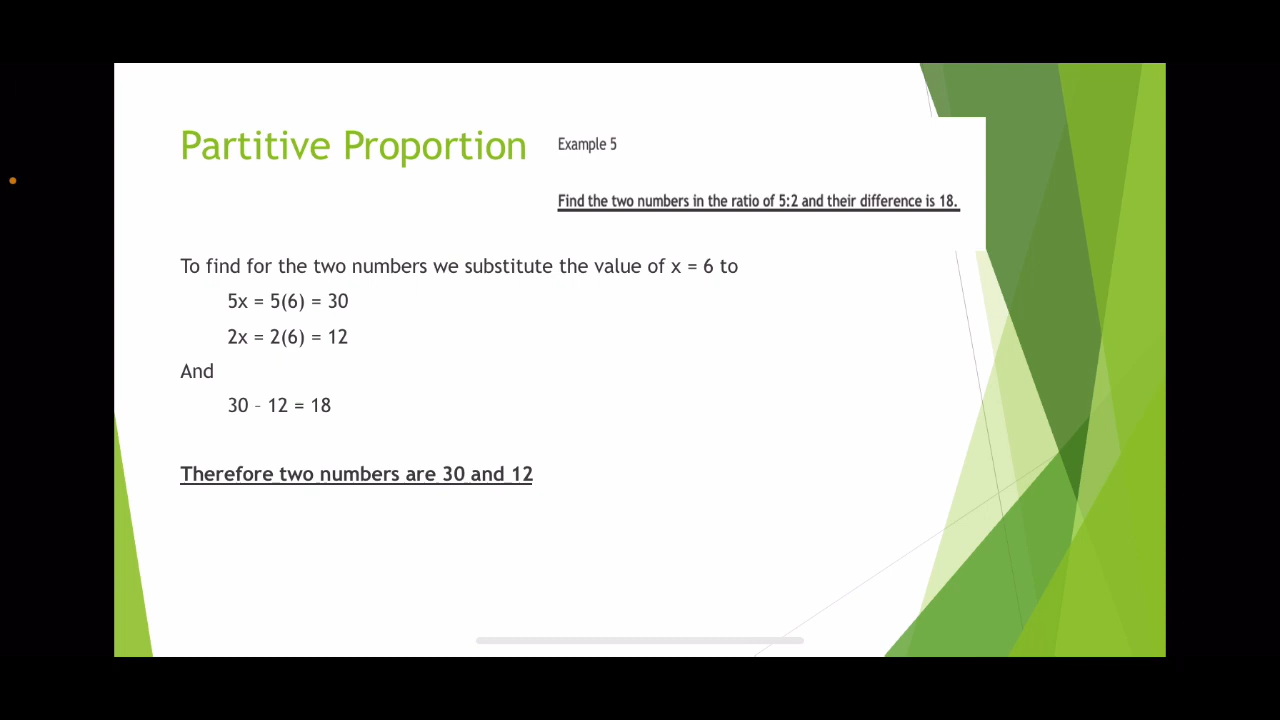 Partitive Proportion
Example 5
Find the two numbers in the ratio of 5:2 and their difference is 18.
To find for the two numbers we substitute the value of x = 6 to
5x = 5(6) = 30
2x = 2(6) = 12
And
30 – 12 = 18
Therefore two numbers are 30 and 12